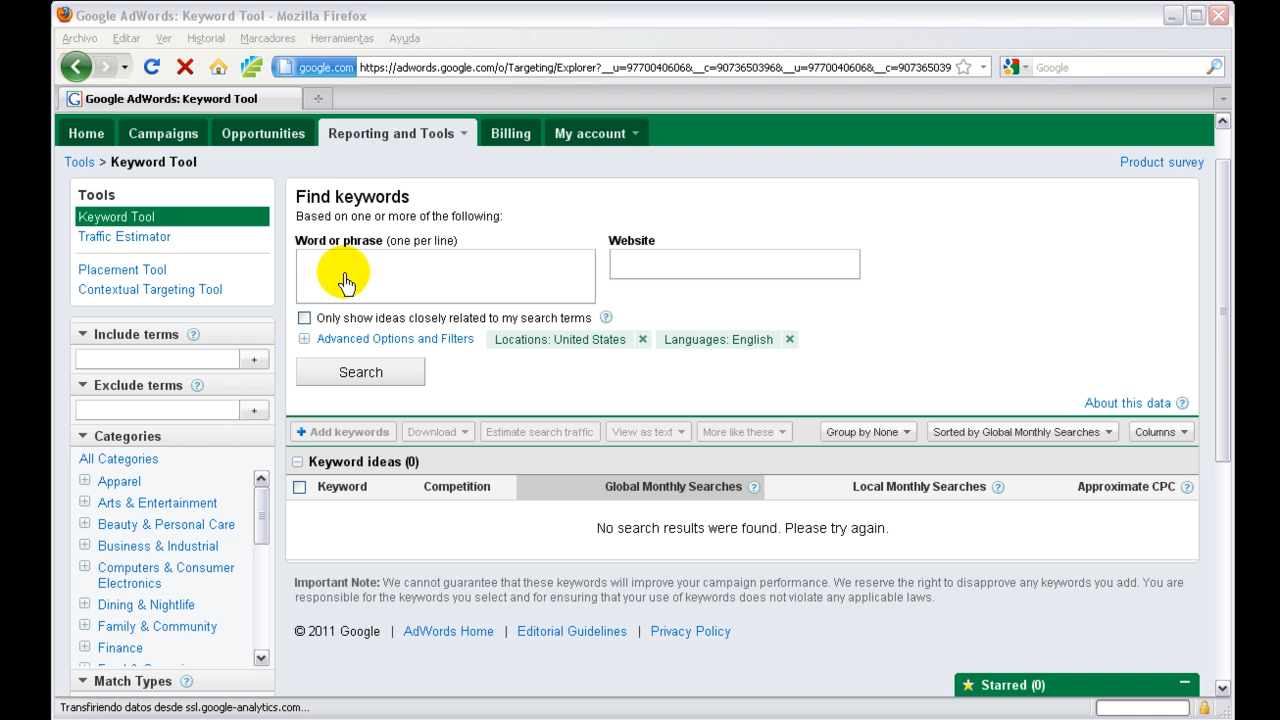 Google AdWords: Keyword Tool - Mozilla Firefox
Archivo Editar Ver Historial Marcadores Herramientas Ayuda
google.com https://adwords.google.com/o/Targeting/Explorer?__u=9770040606&__c=9073650396&__u=9770040606&__c=907365039 Google
Google AdWords: Keyword Tool
Home Campaigns Opportunities Reporting and Tools Billing My account
Tools > Keyword Tool Product survey
Tools
Keyword Tool
Traffic Estimator
Placement Tool
Contextual Targeting Tool
Include terms ?
+
Exclude terms ?
+
Categories
All Categories
Apparel
Arts & Entertainment
Beauty & Personal Care
Business & Industrial
Computers & Consumer
Electronics
Dining & Nightlife
Family & Community
Finance
Match Types ?
Find keywords
Based on one or more of the following:
Word or phrase (one per line) Website
Only show ideas closely related to my search terms ?
Advanced Options and Filters Locations: United States × Languages: English ×
Search
About this data ?
+ Add keywords Download Estimate search traffic View as text More like these Group by None Sorted by Global Monthly Searches Columns
Keyword ideas (0)
Keyword Competition Global Monthly Searches ? Local Monthly Searches ? Approximate CPC ?
No search results were found. Please try again.
Important Note: We cannot guarantee that these keywords will improve your campaign performance. We reserve the right to disapprove any keywords you add. You are
responsible for the keywords you select and for ensuring that your use of keywords does not violate any applicable laws.
© 2011 Google | AdWords Home | Editorial Guidelines | Privacy Policy
Starred (0)
Transfiriendo datos desde ssl.google-analytics.com...